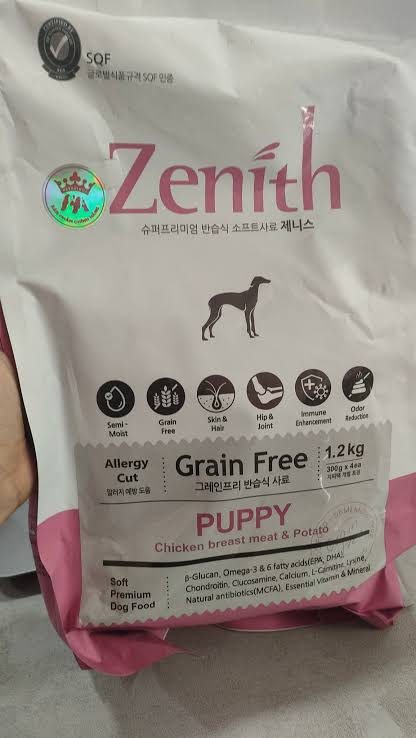 SQF
글로벌식품규격 SQF 인증
Zenith
슈퍼프리미엄 반습식 소프트사료 제니스
Semi-Moist
Grain Free
Skin & Hair
Hip & Joint
Immune Enhancement
Odor Reduction
Allergy Cut
알러지 예방 도움
Grain Free
그레인프리 반습식 사료
1.2kg
300g x 4ea
PUPPY
Chicken breast meat & Potato
Soft Premium Dog Food
β-Glucan, Omega-3 & 6 fatty acids(EPA, DHA),
Chondroitin, Glucosamine, Calcium, L-Carnitine, Lysine,
Natural antibiotics(MCFA), Essential Vitamin & Mineral